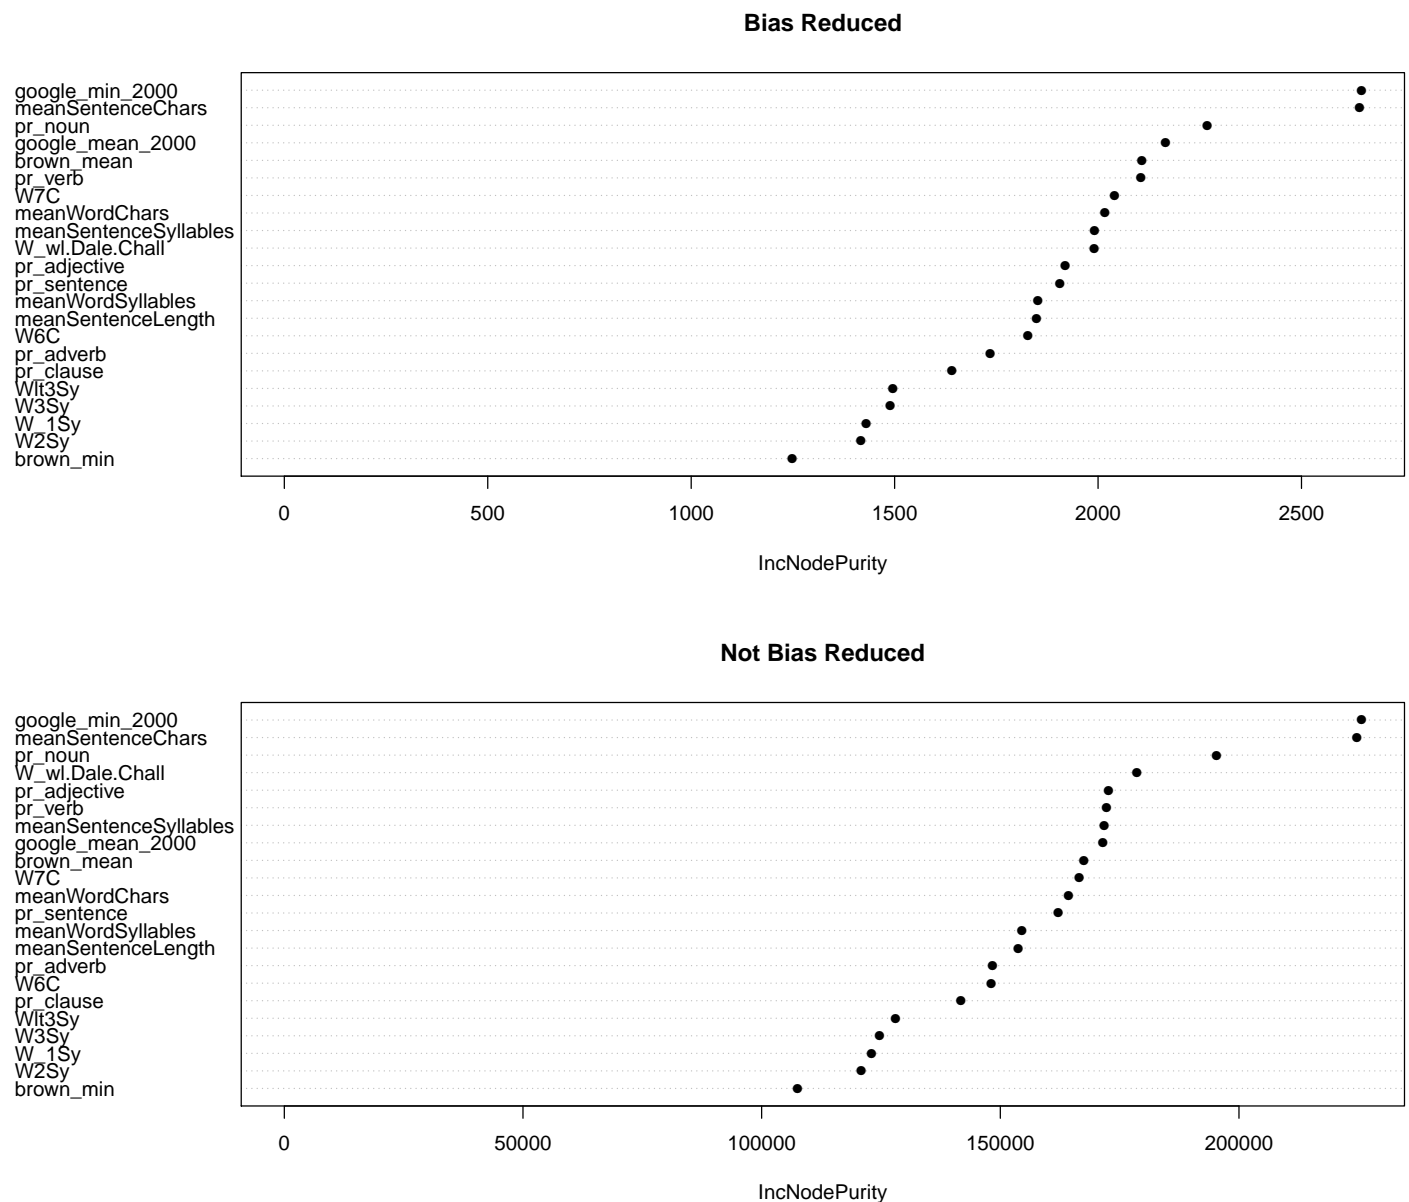 Bias Reduced
google_min_2000
meanSentenceChars
pr_noun
google_mean_2000
brown_mean
pr_verb
W7C
meanWordChars
meanSentenceSyllables
W_wl.Dale.Chall
pr_adjective
pr_sentence
meanWordSyllables
meanSentenceLength
W6C
pr_adverb
pr_clause
Wlt3Sy
W3Sy
W_1Sy
W2Sy
brown_min
0 500 1000 1500 2000 2500
IncNodePurity
Not Bias Reduced
google_min_2000
meanSentenceChars
pr_noun
W_wl.Dale.Chall
pr_adjective
pr_verb
meanSentenceSyllables
google_mean_2000
brown_mean
W7C
meanWordChars
pr_sentence
meanWordSyllables
meanSentenceLength
pr_adverb
W6C
pr_clause
Wlt3Sy
W3Sy
W_1Sy
W2Sy
brown_min
0 50000 100000 150000 200000
IncNodePurity